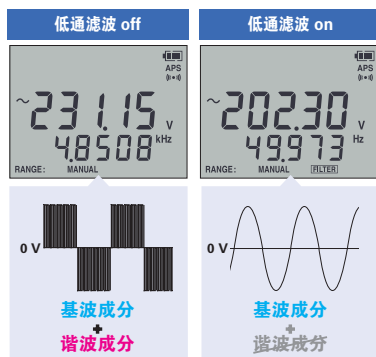 低通滤波 off
APS
~231.15 V
4.8508 kHz
RANGE: MANUAL
0 V
基波成分
+
谐波成分
低通滤波 on
APS
~202.30 V
49.973 Hz
RANGE: MANUAL FILTER
0 V
基波成分
+
谐波成分